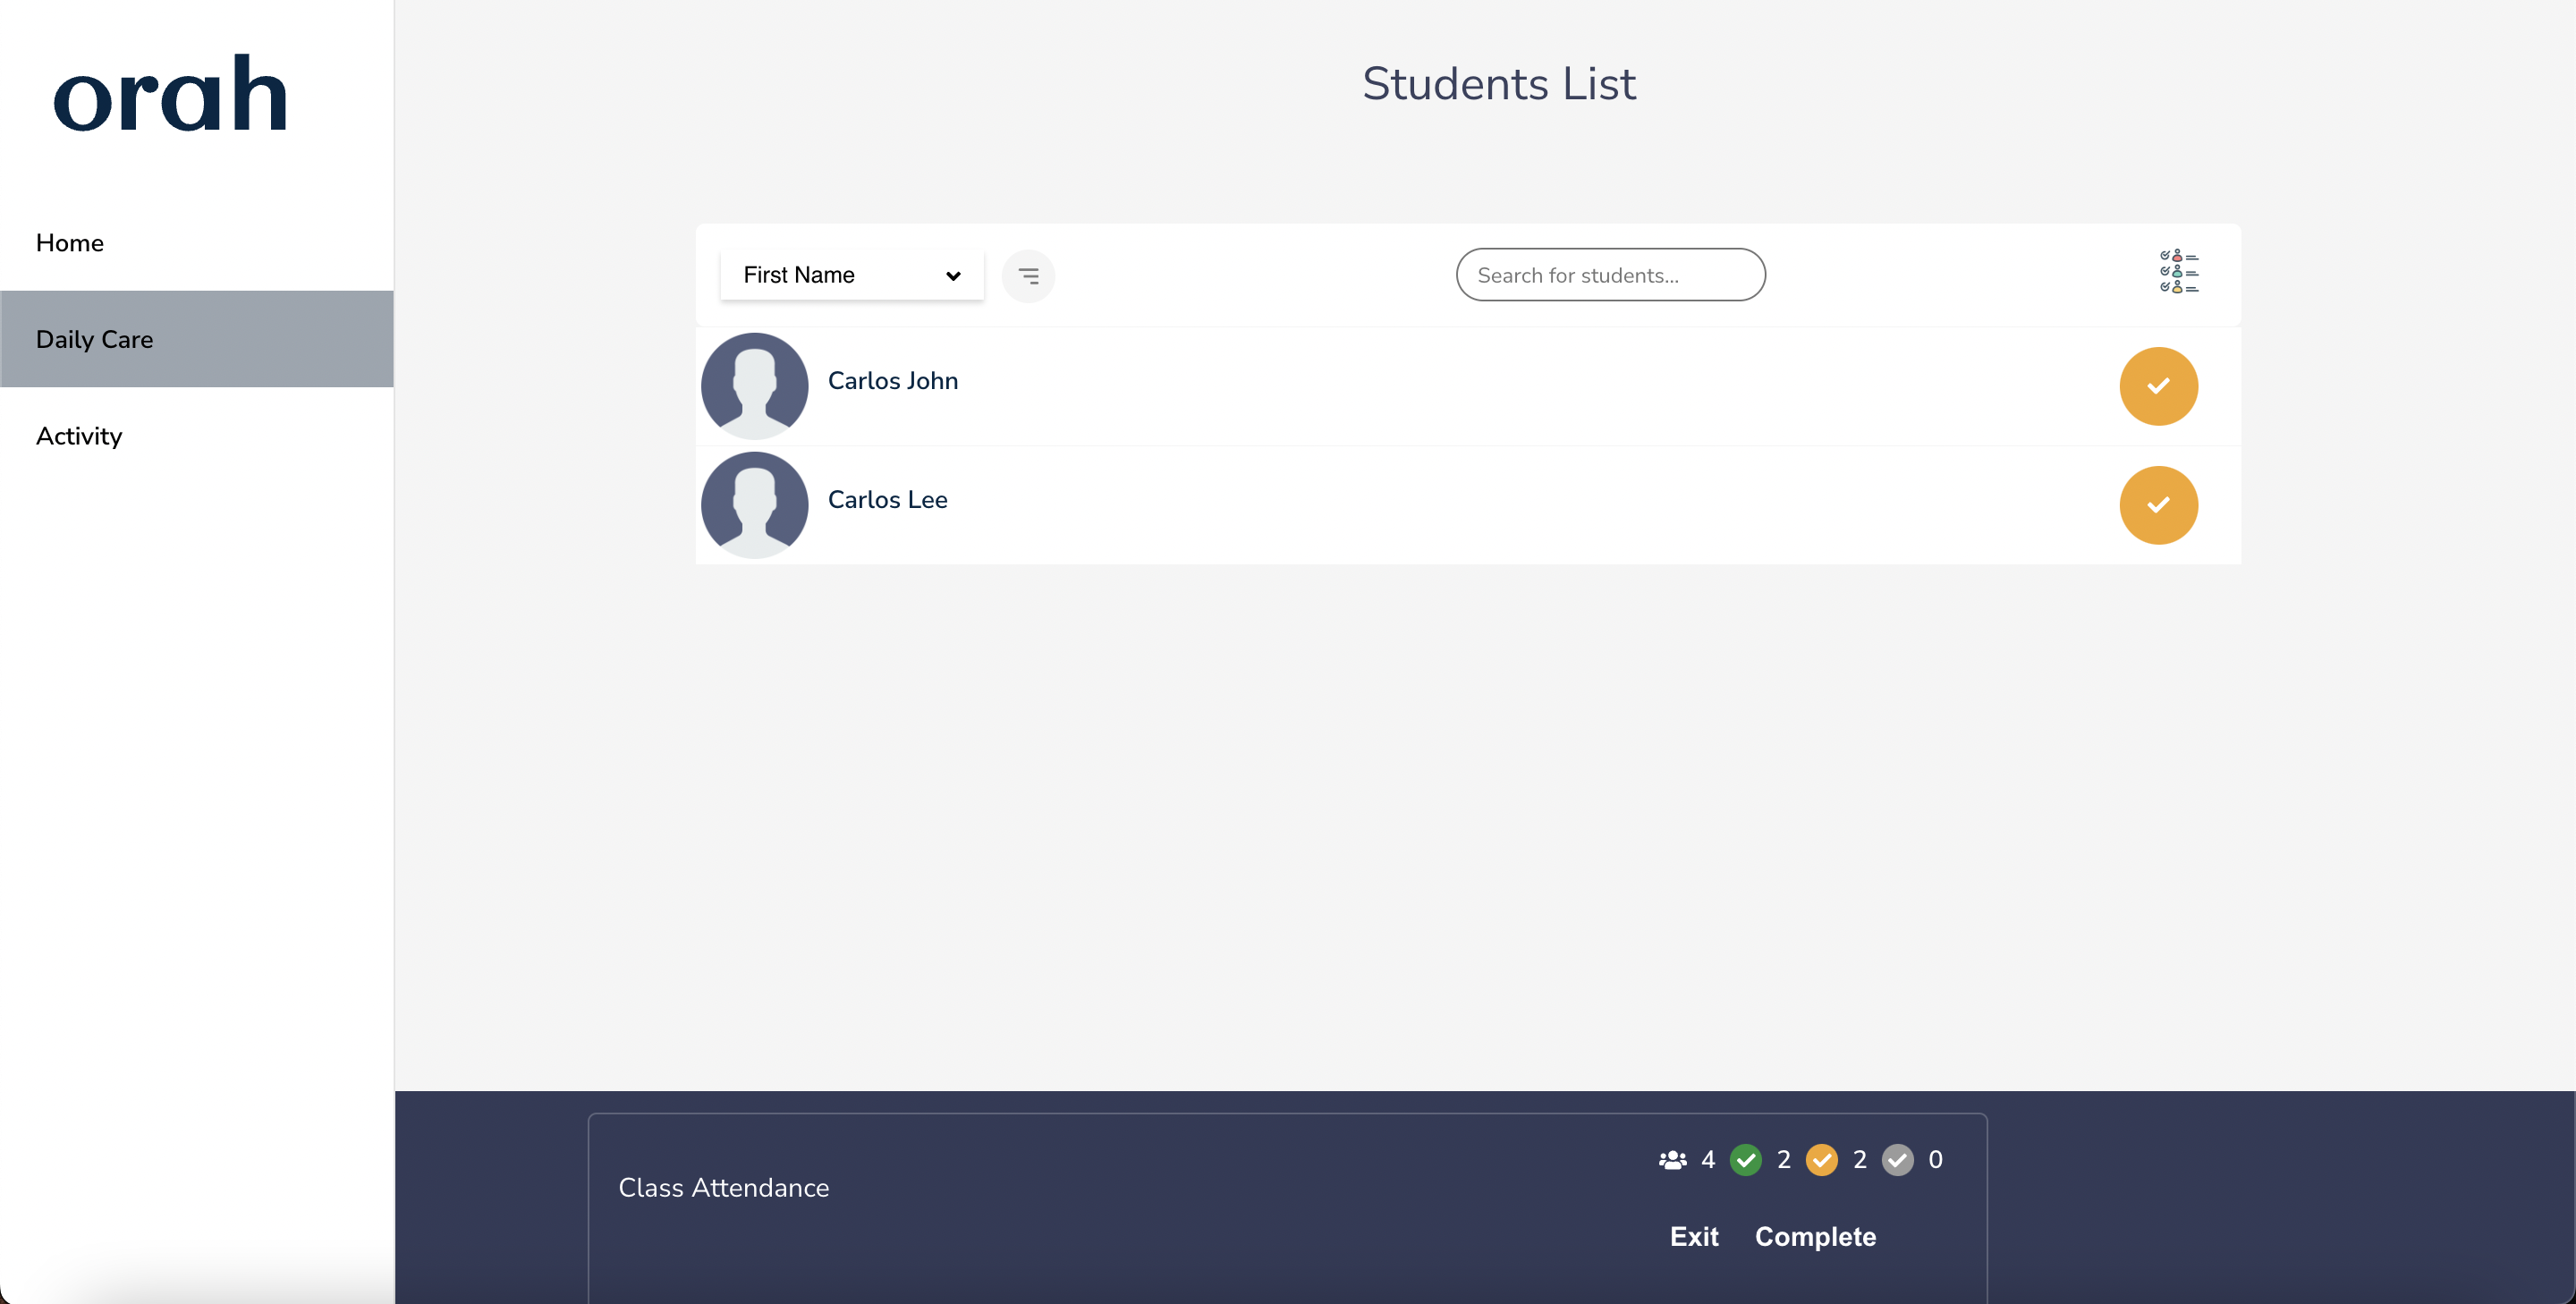 orah
Home
Daily Care
Activity
Students List
First Name
Search for students...
Carlos John
Carlos Lee
Class Attendance
4 2 2 0
Exit Complete